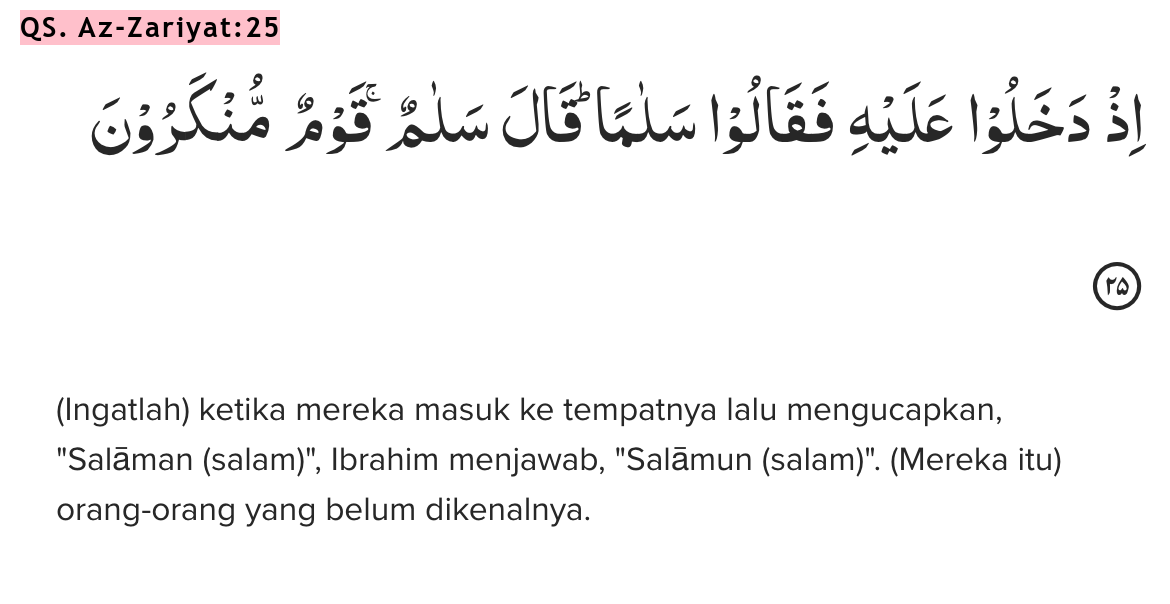 QS. Az-Zariyat:25
اِذْ دَخَلُوْا عَلَيْهِ فَقَالُوْا سَلٰمًاۗ قَالَ سَلٰمٌۚ قَوْمٌ مُّنْكَرُوْنَ
٢٥
(Ingatlah) ketika mereka masuk ke tempatnya lalu mengucapkan,
"Salāman (salam)", Ibrahim menjawab, "Salāmun (salam)". (Mereka itu)
orang-orang yang belum dikenalnya.